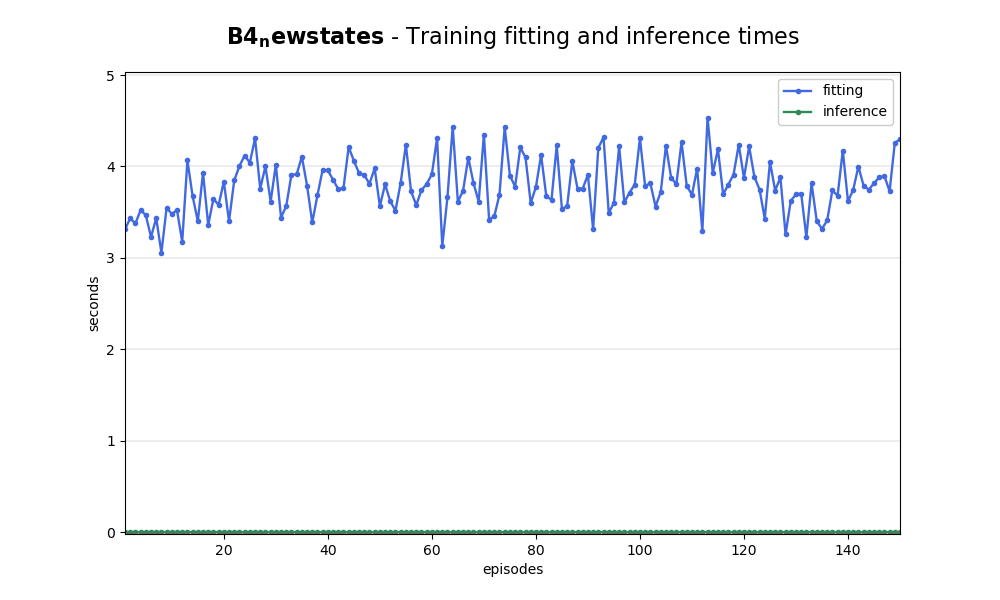 B4ₙewstates - Training fitting and inference times
5
fitting
inference
4
3
seconds
2
1
0
20 40 60 80 100 120 140
episodes